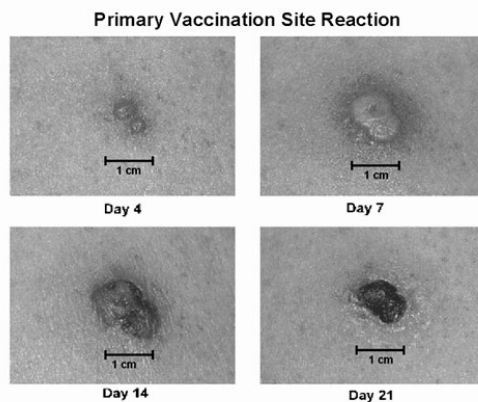 Primary Vaccination Site Reaction
1 cm
1 cm
Day 4
Day 7
1 cm
1 cm
Day 14
Day 21